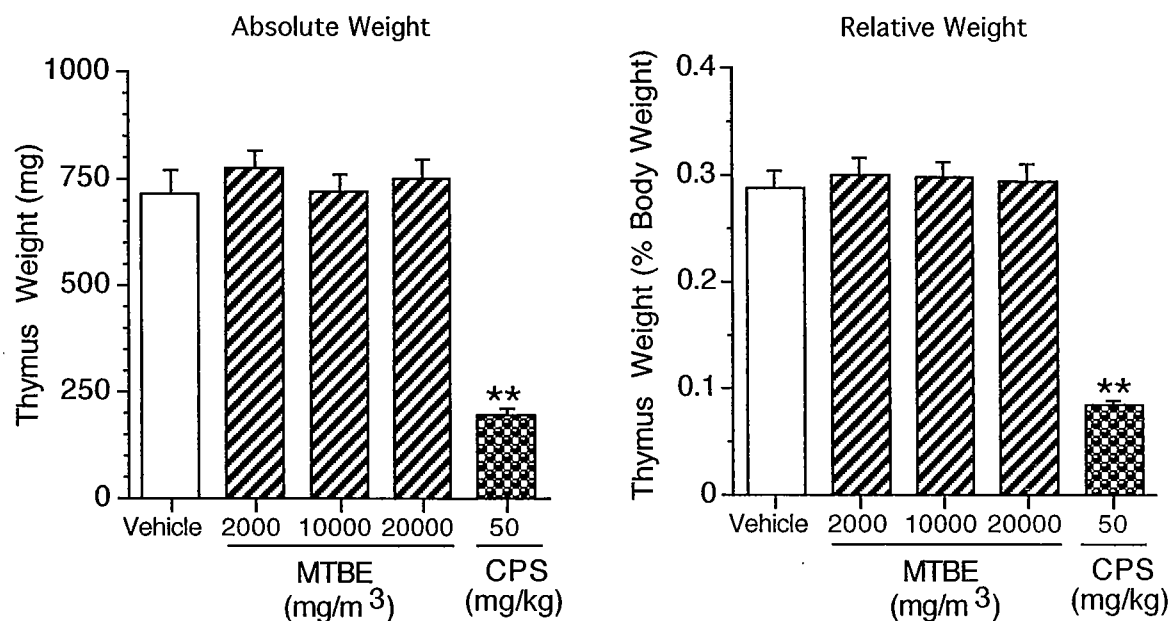 Absolute Weight
Thymus Weight (mg)
1000
750
500
250
0
**
Vehicle 2000 10000 20000 50
MTBE CPS
(mg/m³) (mg/kg)
Relative Weight
Thymus Weight (% Body Weight)
0.4
0.3
0.2
0.1
0
**
Vehicle 2000 10000 20000 50
MTBE CPS
(mg/m³) (mg/kg)